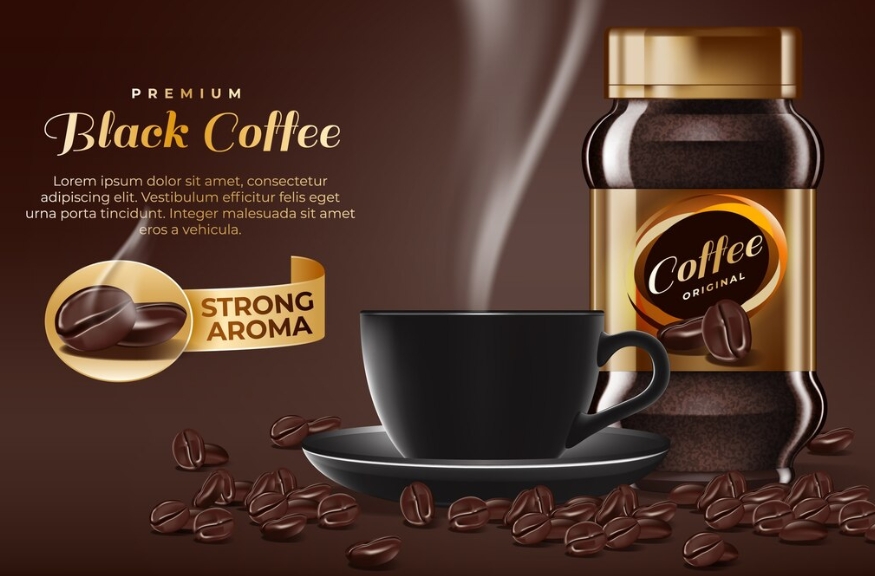 PREMIUM
Black Coffee
Lorem ipsum dolor sit amet, consectetur
adipiscing elit. Vestibulum efficitur felis eget
urna porta tincidunt. Integer malesuada sit amet
eros a vehicula.
STRONG
AROMA
Coffee
ORIGINAL